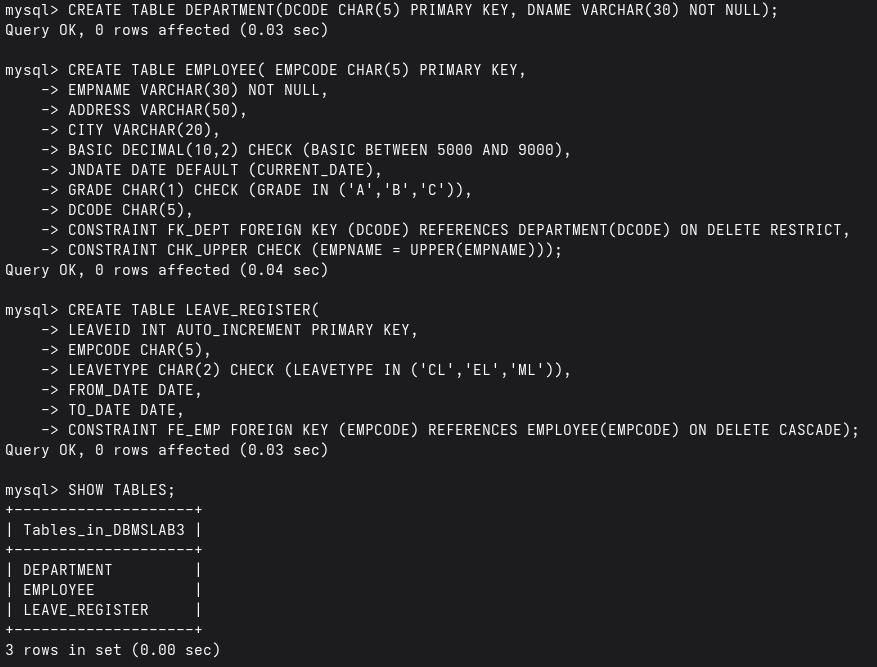 mysql> CREATE TABLE DEPARTMENT(DCODE CHAR(5) PRIMARY KEY, DNAME VARCHAR(30) NOT NULL);
Query OK, 0 rows affected (0.03 sec)

mysql> CREATE TABLE EMPLOYEE( EMPCODE CHAR(5) PRIMARY KEY,
    -> EMPNAME VARCHAR(30) NOT NULL,
    -> ADDRESS VARCHAR(50),
    -> CITY VARCHAR(20),
    -> BASIC DECIMAL(10,2) CHECK (BASIC BETWEEN 5000 AND 9000),
    -> JNDATE DATE DEFAULT (CURRENT_DATE),
    -> GRADE CHAR(1) CHECK (GRADE IN ('A','B','C')),
    -> DCODE CHAR(5),
    -> CONSTRAINT FK_DEPT FOREIGN KEY (DCODE) REFERENCES DEPARTMENT(DCODE) ON DELETE RESTRICT,
    -> CONSTRAINT CHK_UPPER CHECK (EMPNAME = UPPER(EMPNAME)));
Query OK, 0 rows affected (0.04 sec)

mysql> CREATE TABLE LEAVE_REGISTER(
    -> LEAVEID INT AUTO_INCREMENT PRIMARY KEY,
    -> EMPCODE CHAR(5),
    -> LEAVETYPE CHAR(2) CHECK (LEAVETYPE IN ('CL','EL','ML')),
    -> FROM_DATE DATE,
    -> TO_DATE DATE,
    -> CONSTRAINT FE_EMP FOREIGN KEY (EMPCODE) REFERENCES EMPLOYEE(EMPCODE) ON DELETE CASCADE);
Query OK, 0 rows affected (0.03 sec)

mysql> SHOW TABLES;
+--------------------+
| Tables_in_DBMSLAB3 |
+--------------------+
| DEPARTMENT         |
| EMPLOYEE           |
| LEAVE_REGISTER     |
+--------------------+
3 rows in set (0.00 sec)